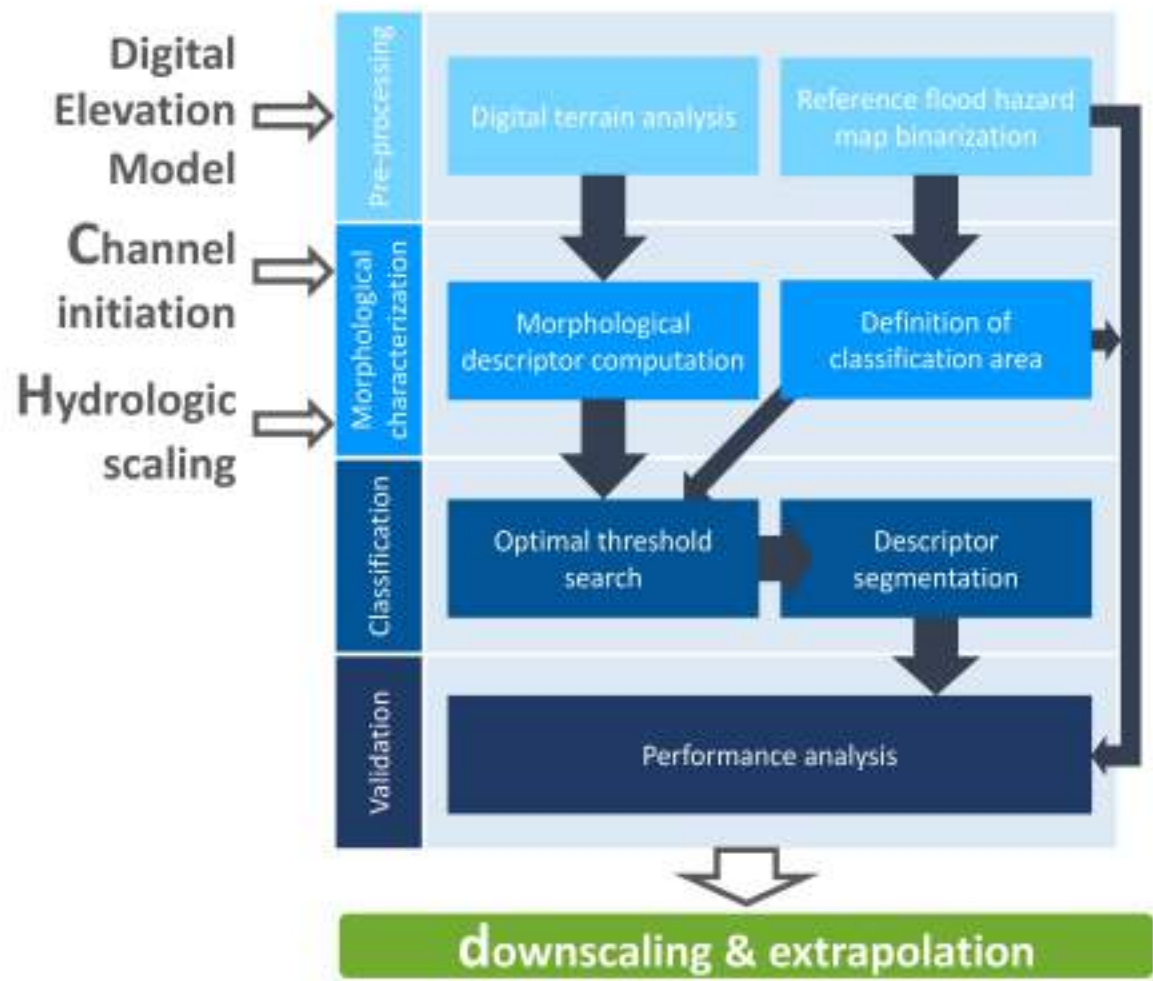 Digital
Elevation
Model
Channel
initiation
Hydrologic
scaling
Pre-processing
Digital terrain analysis
Reference flood hazard
map binarization
Morphological
characterization
Morphological
descriptor computation
Definition of
classification area
Classification
Optimal threshold
search
Descriptor
segmentation
Validation
Performance analysis
downscaling & extrapolation